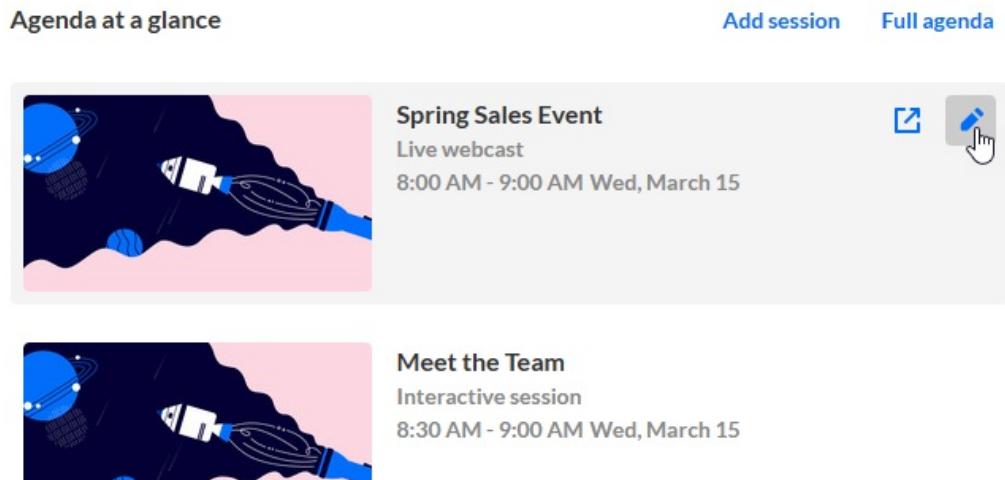 Agenda at a glance
Add session
Full agenda
Spring Sales Event
Live webcast
8:00 AM - 9:00 AM Wed, March 15
Meet the Team
Interactive session
8:30 AM - 9:00 AM Wed, March 15